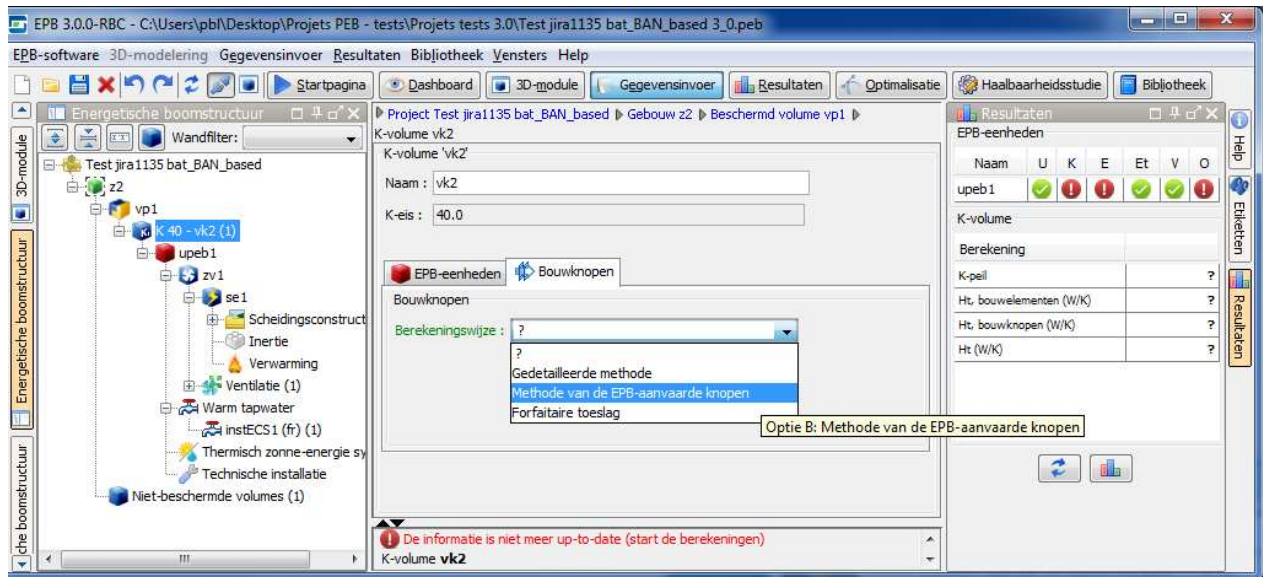 EPB 3.0.0-RBC - C:\Users\pbl\Desktop\Projets PEB - tests\Projets tests 3.0\Test jira1135 bat_BAN_based 3_0.peb
EPB-software 3D-modelering Gegevensinvoer Resultaten Bibliotheek Vensters Help
Startpagina Dashboard 3D-module Gegevensinvoer Resultaten Optimalisatie Haalbaarheidsstudie Bibliotheek
3D-module
Energetische boomstructuur
che boomstructuur
Energetische boomstructuur
Wandfilter:
Test jira1135 bat_BAN_based
z2
vp1
K 40 - vk2 (1)
upeb1
zv1
se1
Scheidingsconstruct
Inertie
Verwarming
Ventilatie (1)
Warm tapwater
instECS1 (fr) (1)
Thermisch zonne-energie sy
Technische installatie
Niet-beschermde volumes (1)
Project Test jira1135 bat_BAN_based Gebouw z2 Beschermd volume vp1
K-volume vk2
K-volume 'vk2'
Naam : vk2
K-eis : 40.0
EPB-eenheden Bouwknopen
Bouwknopen
Berekeningswijze : ?
?
Gedetailleerde methode
Methode van de EPB-aanvaarde knopen
Forfaitaire toeslag
Optie B: Methode van de EPB-aanvaarde knopen
De informatie is niet meer up-to-date (start de berekeningen)
K-volume vk2
Resultaten
EPB-eenheden
Naam U K E Et V O
upeb1
K-volume
Berekening
K-peil ?
Ht, bouwelementen (W/K) ?
Ht, bouwknopen (W/K) ?
Ht (W/K) ?
Help
Etiketten
Resultaten